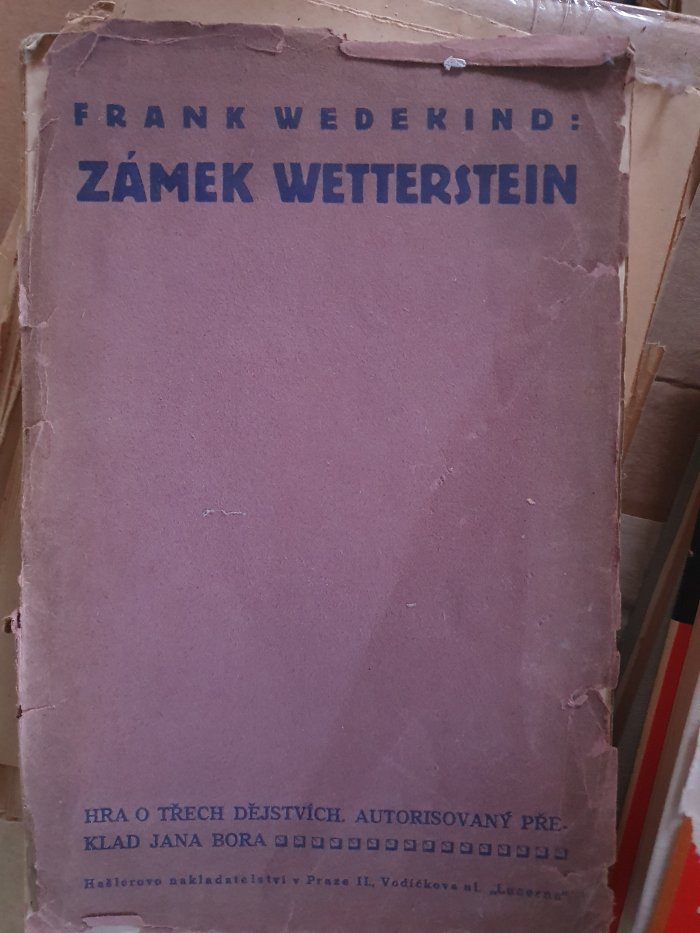 FRANK WEDEKIND:
ZÁMEK WETTERSTEIN
HRA O TŘECH DĚJSTVÍCH. AUTORISOVANÝ PŘE-
KLAD JANA BORA
Hašlerovo nakladatelství v Praze II., Vodičkova ul. „Lucerna"